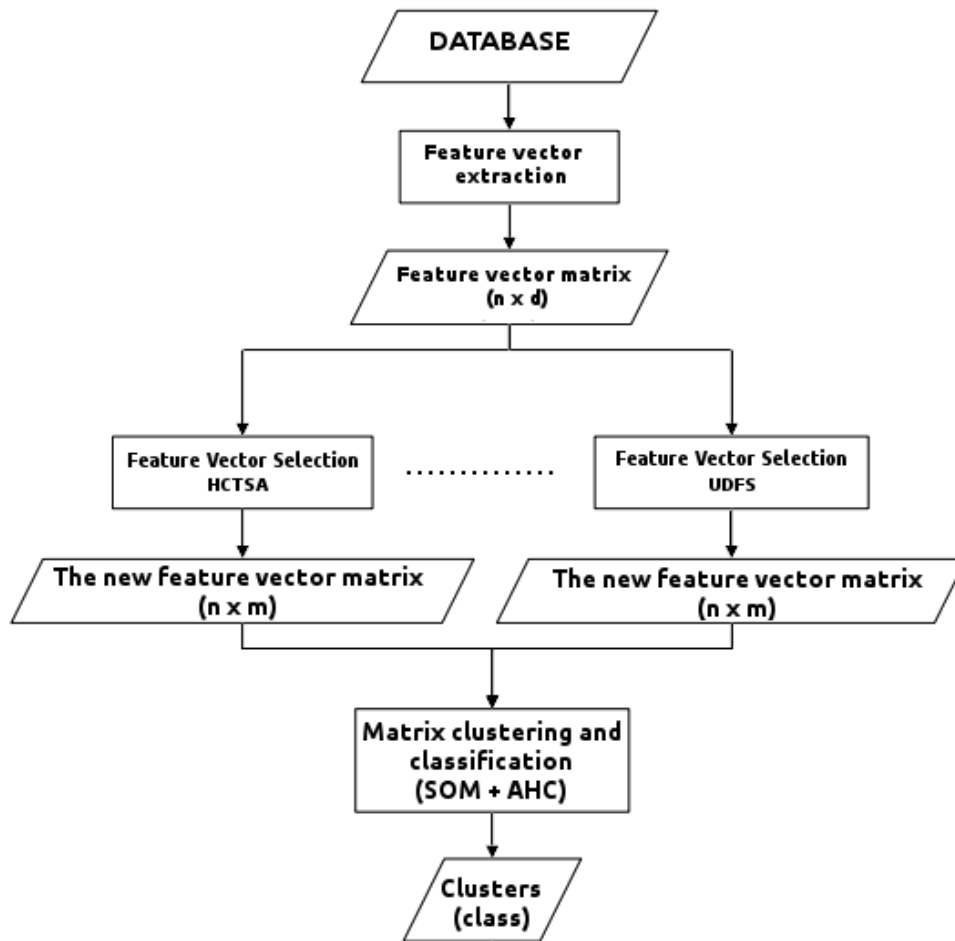 DATABASE
Feature vector
extraction
Feature vector matrix
(n x d)
Feature Vector Selection
HCTSA
..............
Feature Vector Selection
UDFS
The new feature vector matrix
(n x m)
The new feature vector matrix
(n x m)
Matrix clustering and
classification
(SOM + AHC)
Clusters
(class)